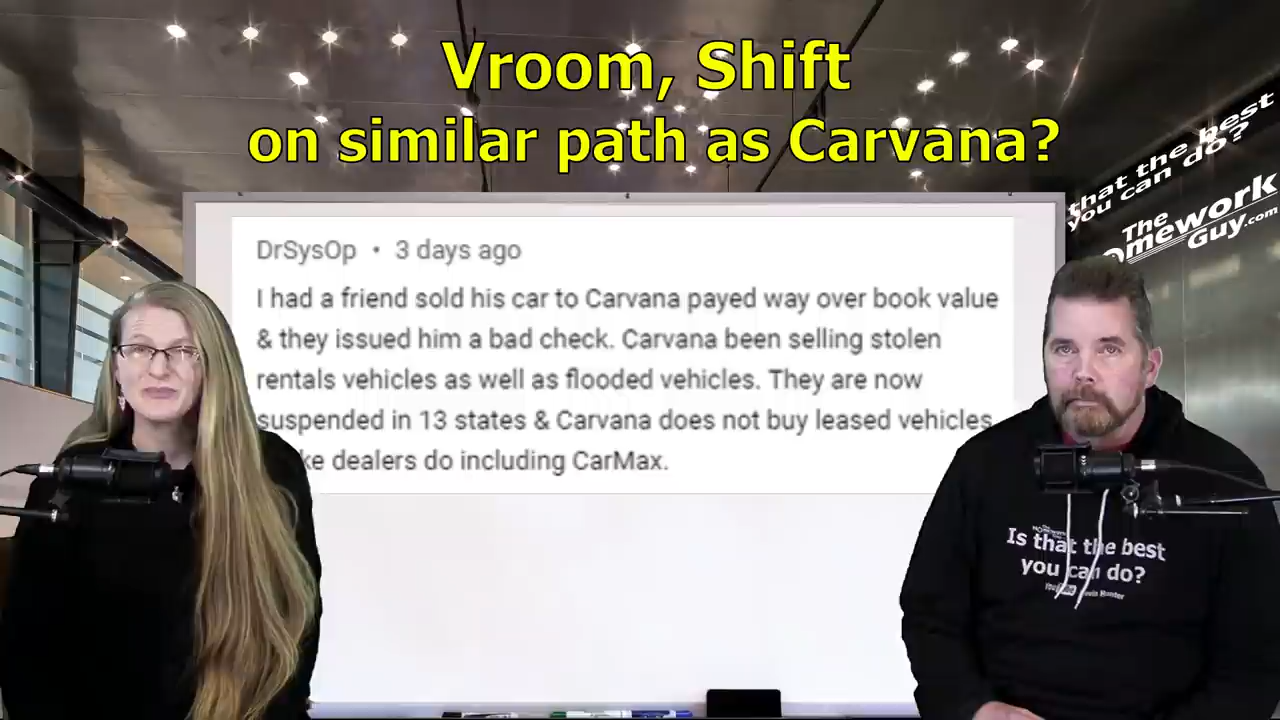 Vroom, Shift
on similar path as Carvana?
that the best
you can do?
The
Guy.com
DrSysOp • 3 days ago
I had a friend sold his car to Carvana payed way over book value
& they issued him a bad check. Carvana been selling stolen
rentals vehicles as well as flooded vehicles. They are now
suspended in 13 states & Carvana does not buy leased vehicles
dealers do including CarMax.
Is that the best
you can do?